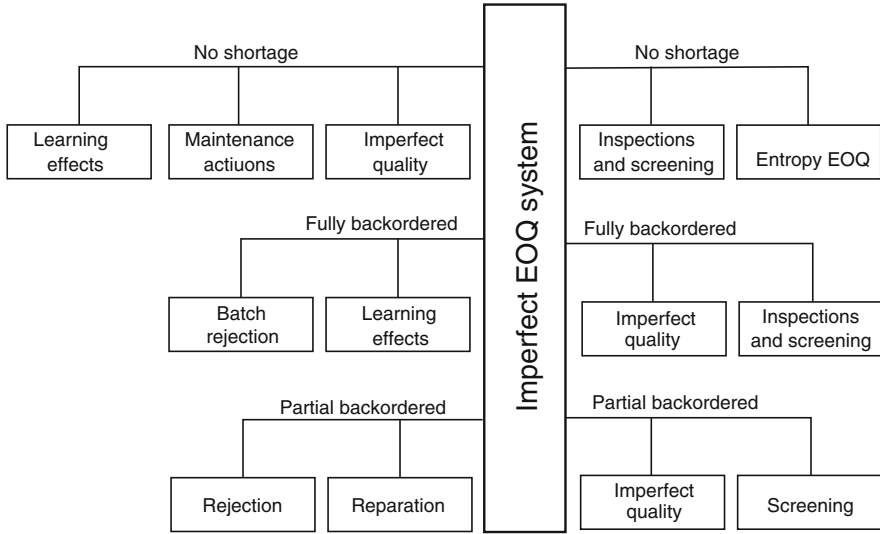 No shortage
Learning
effects
Maintenance
actiuons
Imperfect
quality
Fully backordered
Batch
rejection
Learning
effects
Partial backordered
Rejection
Reparation
Imperfect EOQ system
No shortage
Inspections
and screening
Entropy EOQ
Fully backordered
Imperfect
quality
Inspections
and screening
Partial backordered
Imperfect
quality
Screening